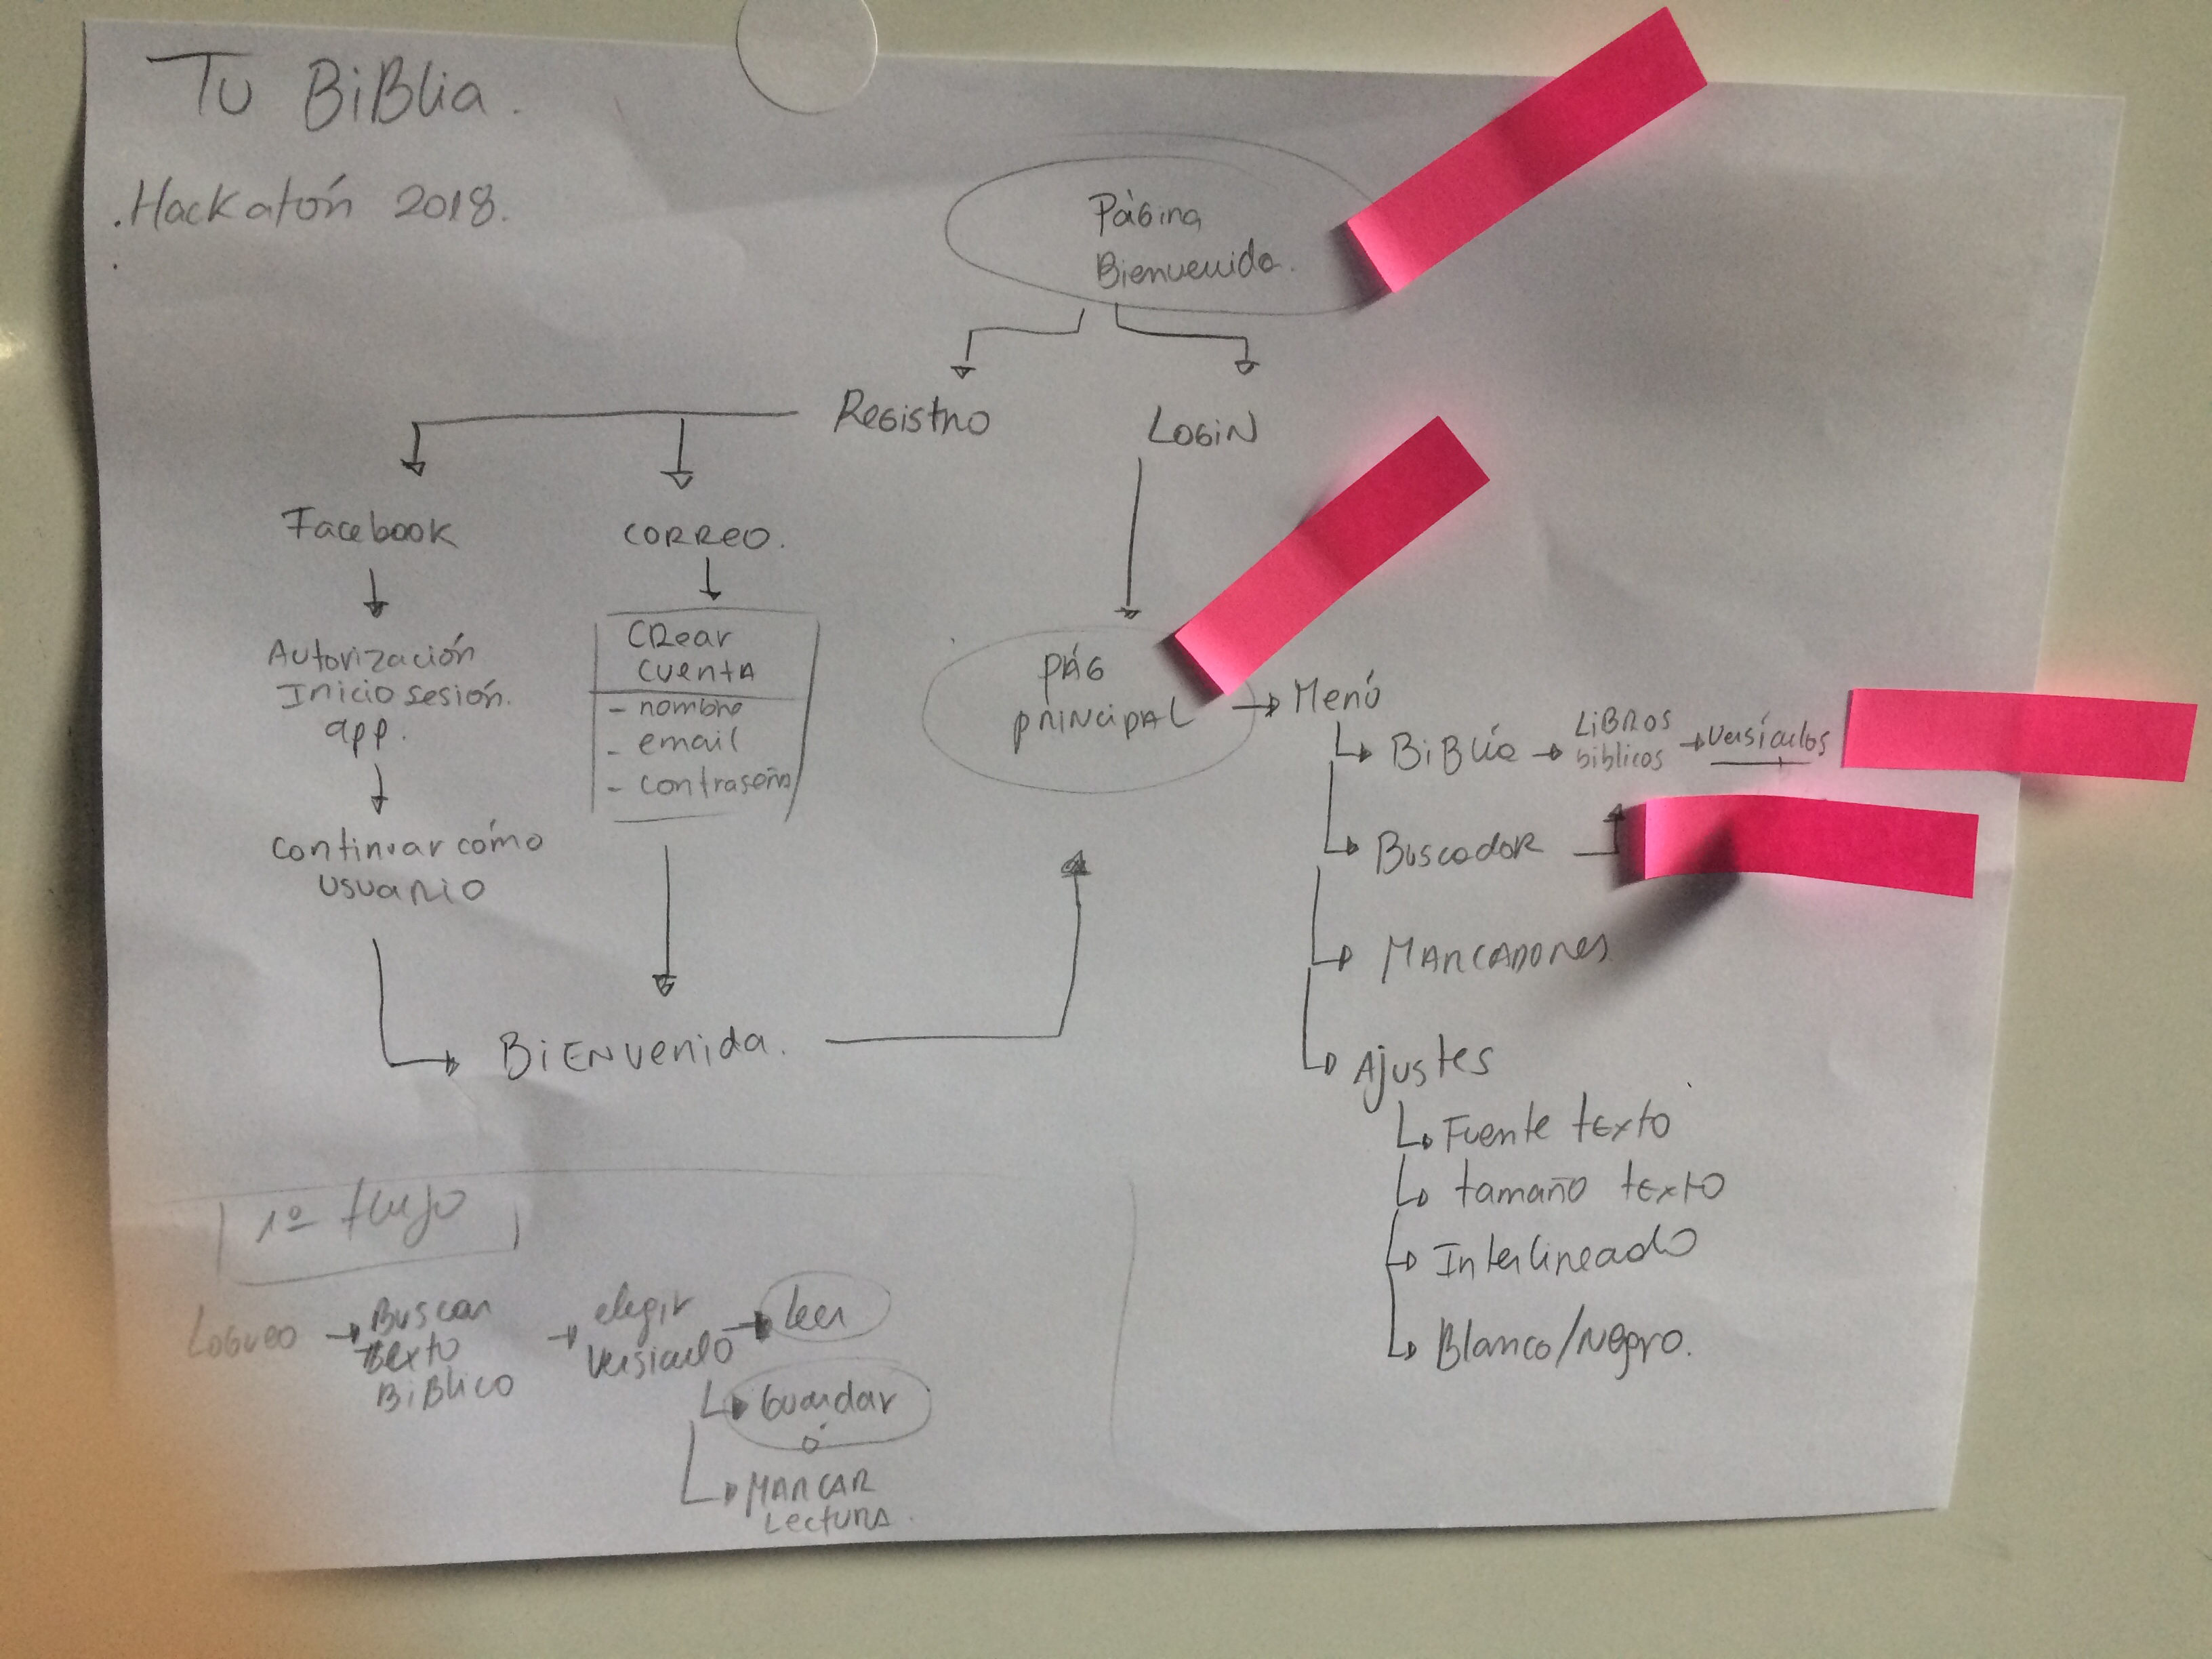 Tu BiBlia.
.Hackatón 2018.
Página
Bienvenida.
Registro
Login
Facebook
CORREO.
Autorización
Inicio sesión.
app.
Continuar cómo
usuario
CRear
cuenta
- nombre
- email
- contraseña
BiENVenida.
PÁG
PRINCIPAL
Menú
BiBlia
LiBROS
bíblicos
versículos
Buscador
MARCADORES
Ajustes
Fuente texto
tamaño texto
Interlineado
Blanco/Negro.
1º flujo
Logueo
Buscar
texto
BiBlico
elegir
versiculo
leer
Guardar
ó
MARCAR
Lectura.